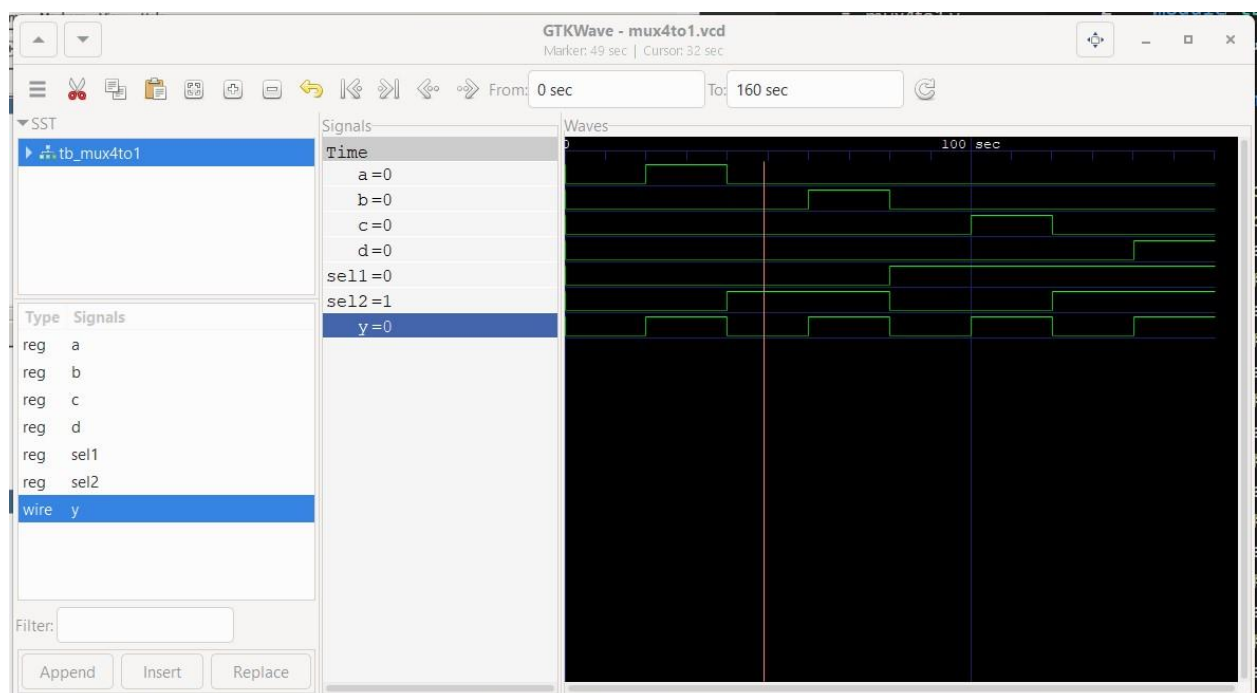 GTKWave - mux4to1.vcd
Marker: 49 sec | Cursor: 32 sec
From: 0 sec To: 160 sec
SST
tb_mux4to1
Type Signals
reg a
reg b
reg c
reg d
reg sel1
reg sel2
wire y
Filter:
Append Insert Replace
Signals
Time
a=0
b=0
c=0
d=0
sel1=0
sel2=1
y=0
Waves
0 100 sec